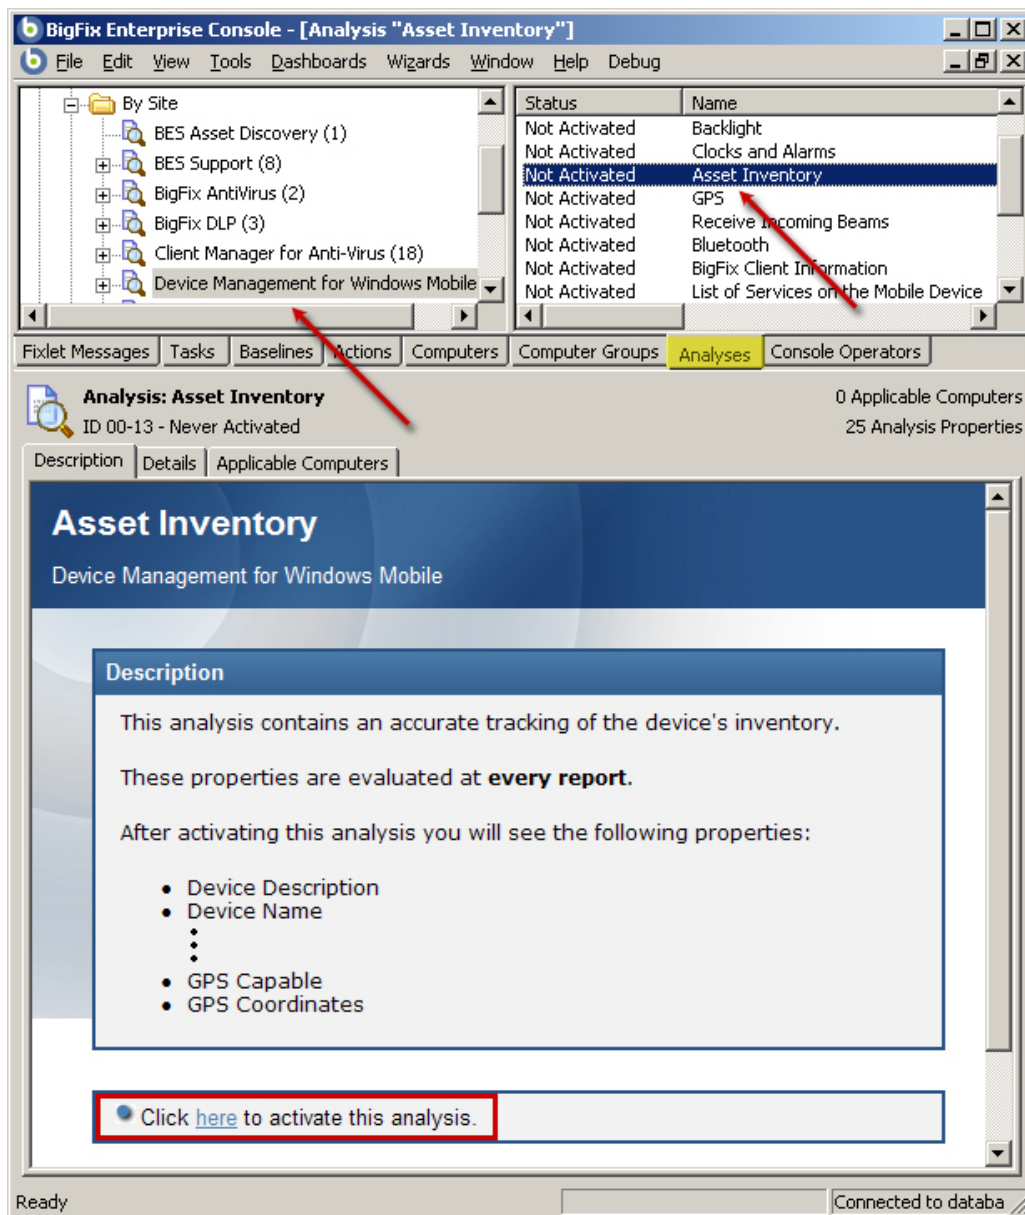 BigFix Enterprise Console - [Analysis "Asset Inventory"]
File Edit View Tools Dashboards Wizards Window Help Debug
By Site
BES Asset Discovery (1)
BES Support (8)
BigFix AntiVirus (2)
BigFix DLP (3)
Client Manager for Anti-Virus (18)
Device Management for Windows Mobile
Status Name
Not Activated Backlight
Not Activated Clocks and Alarms
Not Activated Asset Inventory
Not Activated GPS
Not Activated Receive Incoming Beams
Not Activated Bluetooth
Not Activated BigFix Client Information
Not Activated List of Services on the Mobile Device
Fixlet Messages Tasks Baselines Actions Computers Computer Groups Analyses Console Operators
Analysis: Asset Inventory
0 Applicable Computers
ID 00-13 - Never Activated
25 Analysis Properties
Description Details Applicable Computers
Asset Inventory
Device Management for Windows Mobile
Description
This analysis contains an accurate tracking of the device's inventory.
These properties are evaluated at every report.
After activating this analysis you will see the following properties:
• Device Description
• Device Name
•
•
•
• GPS Capable
• GPS Coordinates
Click here to activate this analysis.
Ready
Connected to databa